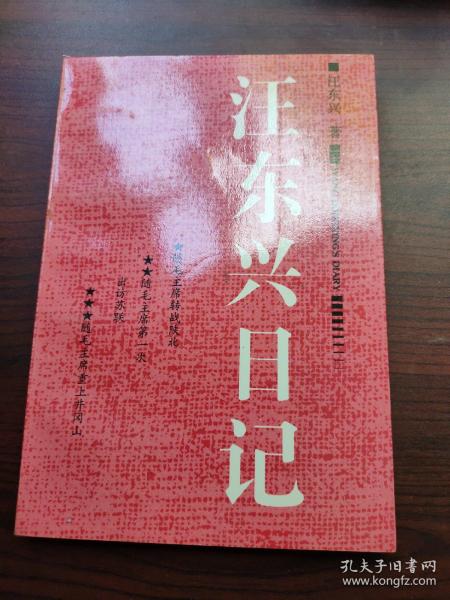 汪东兴 著
WANGDONGXING'S DIARY
汪东兴日记
★随毛主席转战陕北
★★随毛主席第一次
出访苏联
★★★随毛主席重上井冈山
孔夫子旧书网
www.kongfz.com